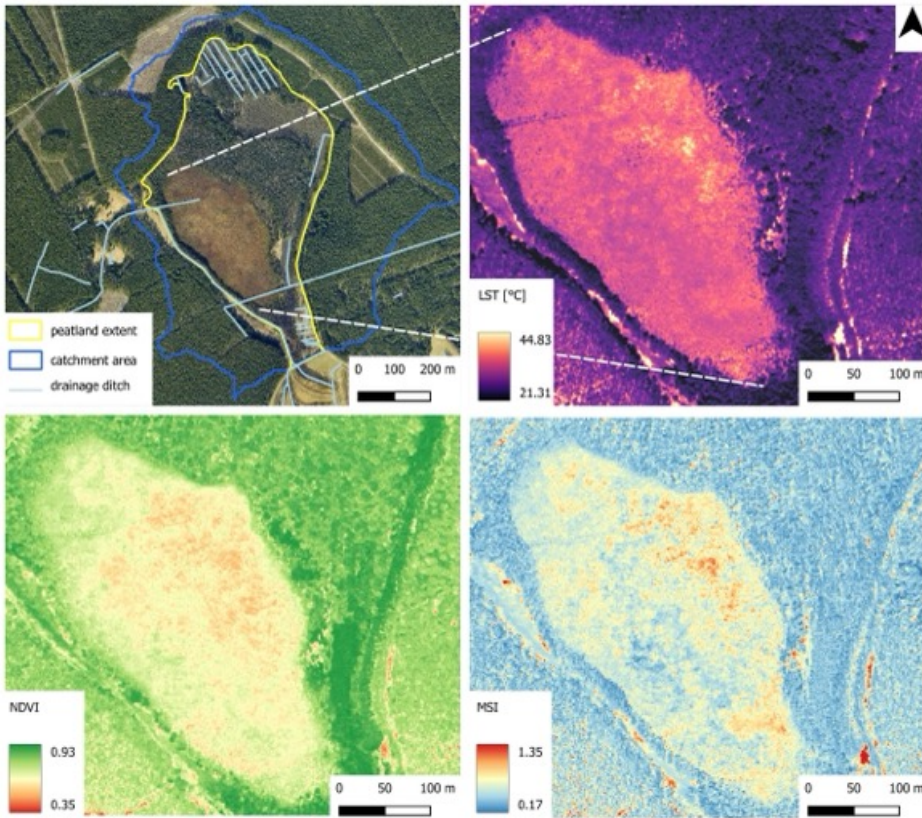 peatland extent
catchment area
drainage ditch
0 100 200 m
LST [°C]
44.83
21.31
0 50 100 m
NDVI
0.93
0.35
0 50 100 m
MSI
1.35
0.17
0 50 100 m